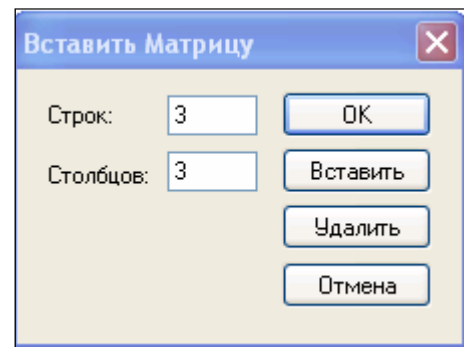 Вставить Матрицу
Строк: 3 OK
Столбцов: 3 Вставить
Удалить
Отмена